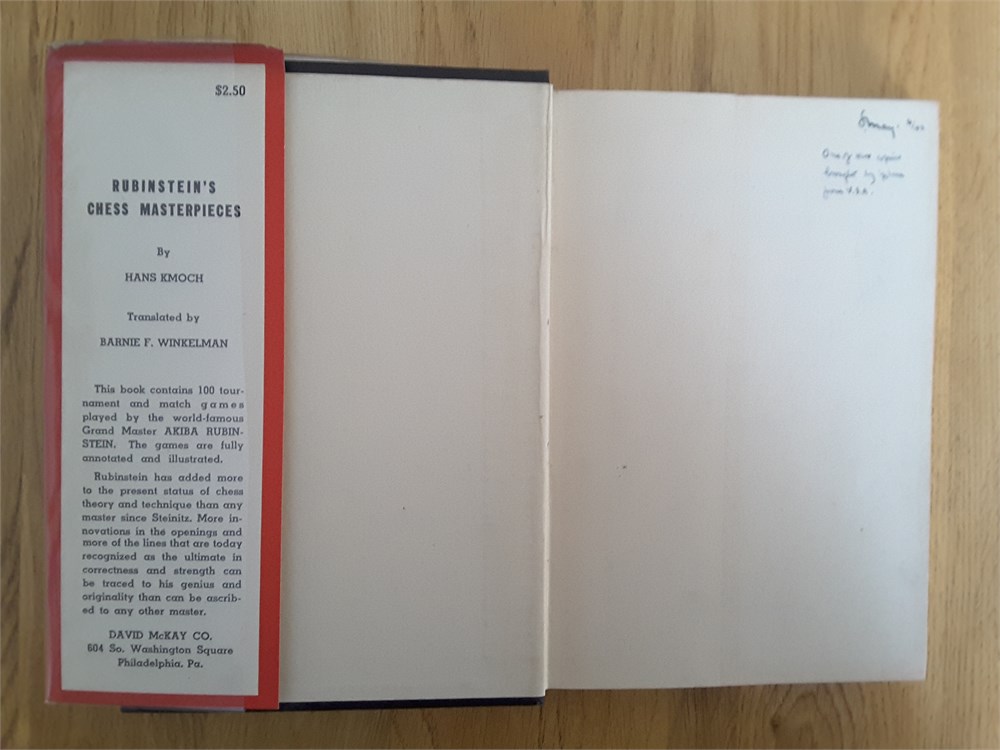 $2.50
RUBINSTEIN'S
CHESS MASTERPIECES
By
HANS KMOCH
Translated by
BARNIE F. WINKELMAN
This book contains 100 tour-
nament and match games
played by the world-famous
Grand Master AKIBA RUBIN-
STEIN. The games are fully
annotated and illustrated.
Rubinstein has added more
to the present status of chess
theory and technique than any
master since Steinitz. More in-
novations in the openings and
more of the lines that are today
recognized as the ultimate in
correctness and strength can
be traced to his genius and
originality than can be ascrib-
ed to any other master.
DAVID McKAY CO.
604 So. Washington Square
Philadelphia, Pa.
copies
brought by
from U.S.A.